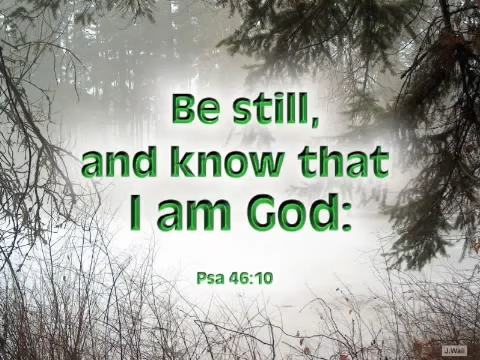 Be still,
and know that
I am God:
Psa 46:10
J.Wall